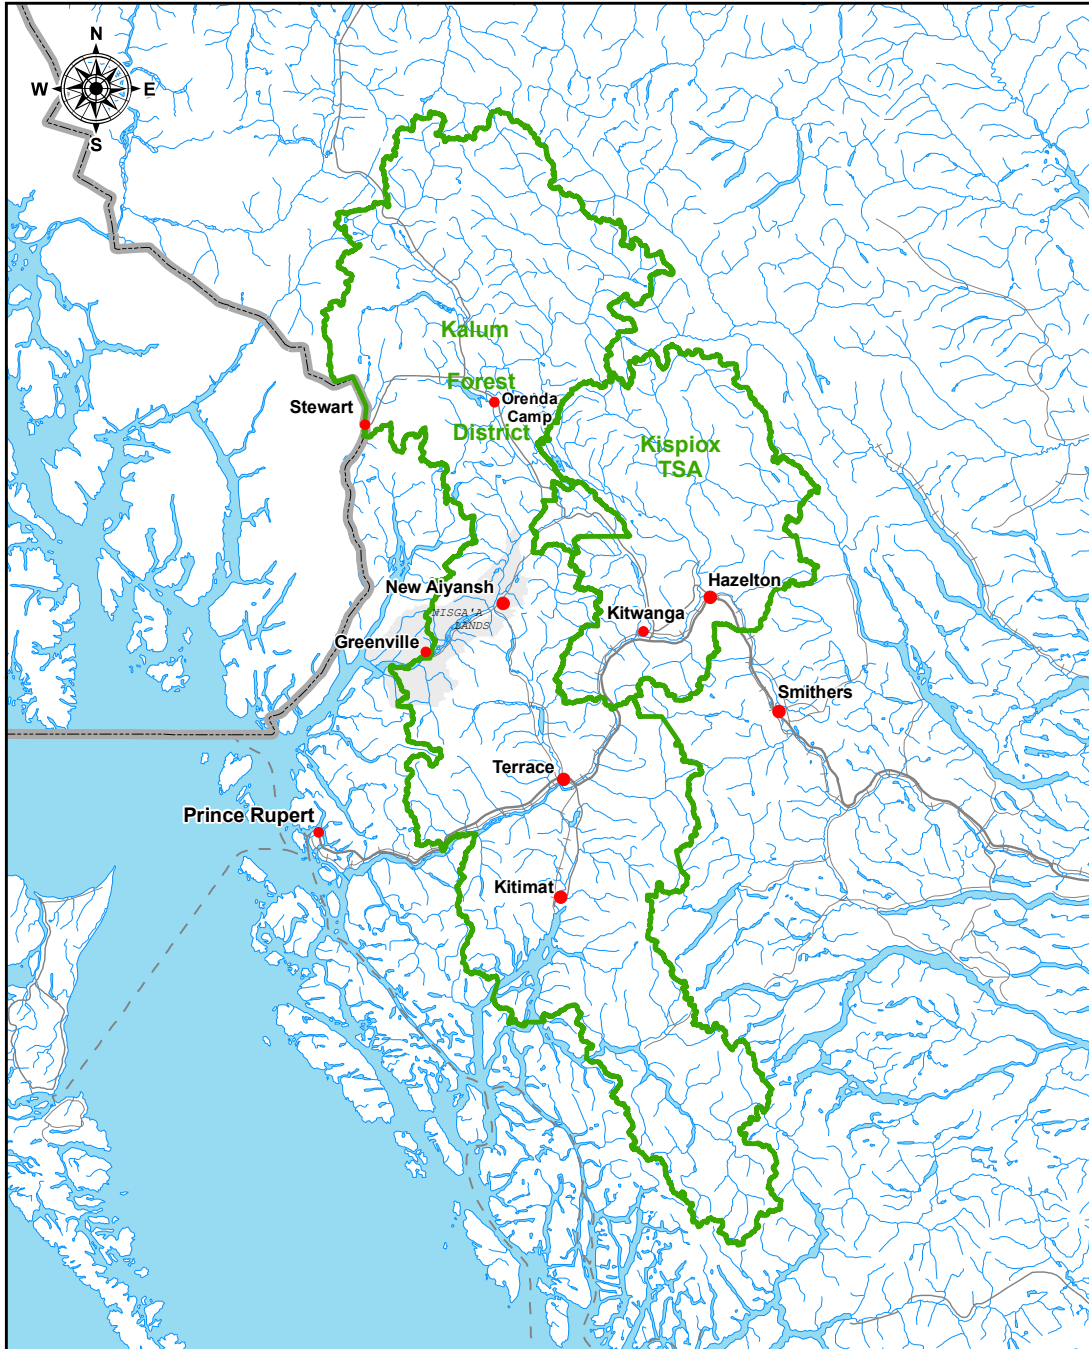 N
W
E
S
Kalum
Forest
Orenda
Camp
District
Stewart
Kispiox
TSA
New Aiyansh
Hazelton
NISGA'A
LANDS
Kitwanga
Greenville
Smithers
Terrace
Prince Rupert
Kitimat